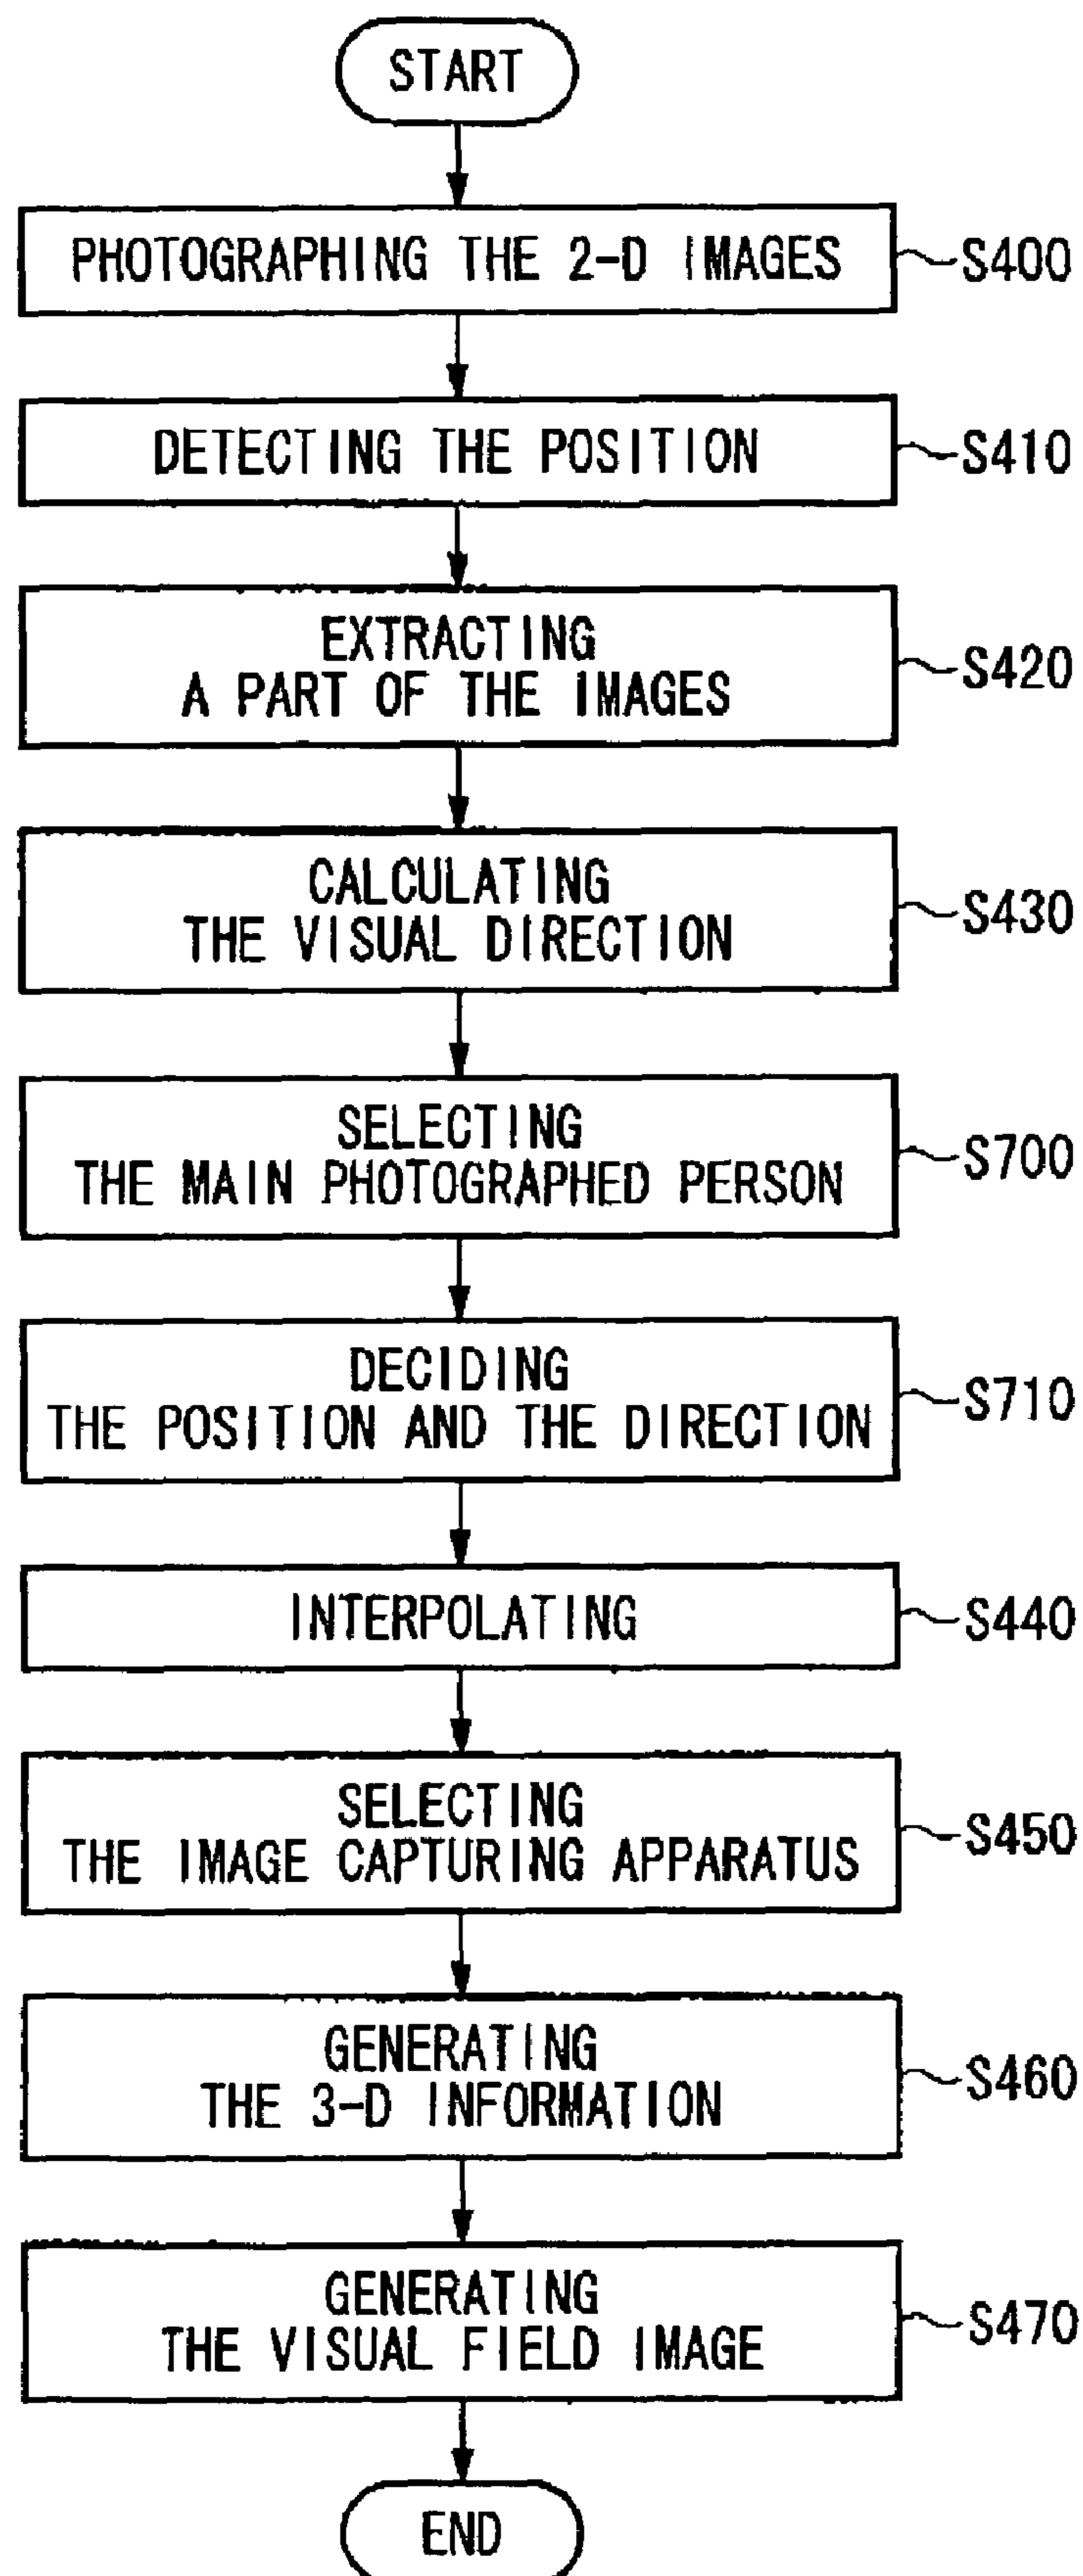 START
PHOTOGRAPHING THE 2-D IMAGES
S400
DETECTING THE POSITION
S410
EXTRACTING
A PART OF THE IMAGES
S420
CALCULATING
THE VISUAL DIRECTION
S430
SELECTING
THE MAIN PHOTOGRAPHED PERSON
S700
DECIDING
THE POSITION AND THE DIRECTION
S710
INTERPOLATING
S440
SELECTING
THE IMAGE CAPTURING APPARATUS
S450
GENERATING
THE 3-D INFORMATION
S460
GENERATING
THE VISUAL FIELD IMAGE
S470
END